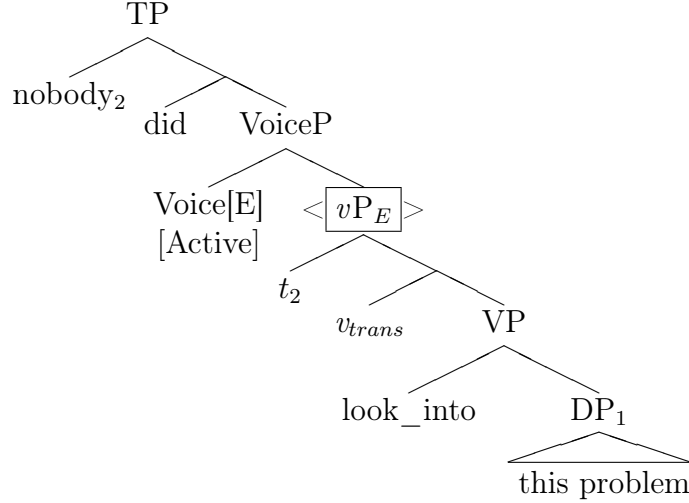 TP
nobody₂
did VoiceP
Voice[E] < vP_E >
[Active]
t₂
v_trans VP
look_into DP₁
this problem